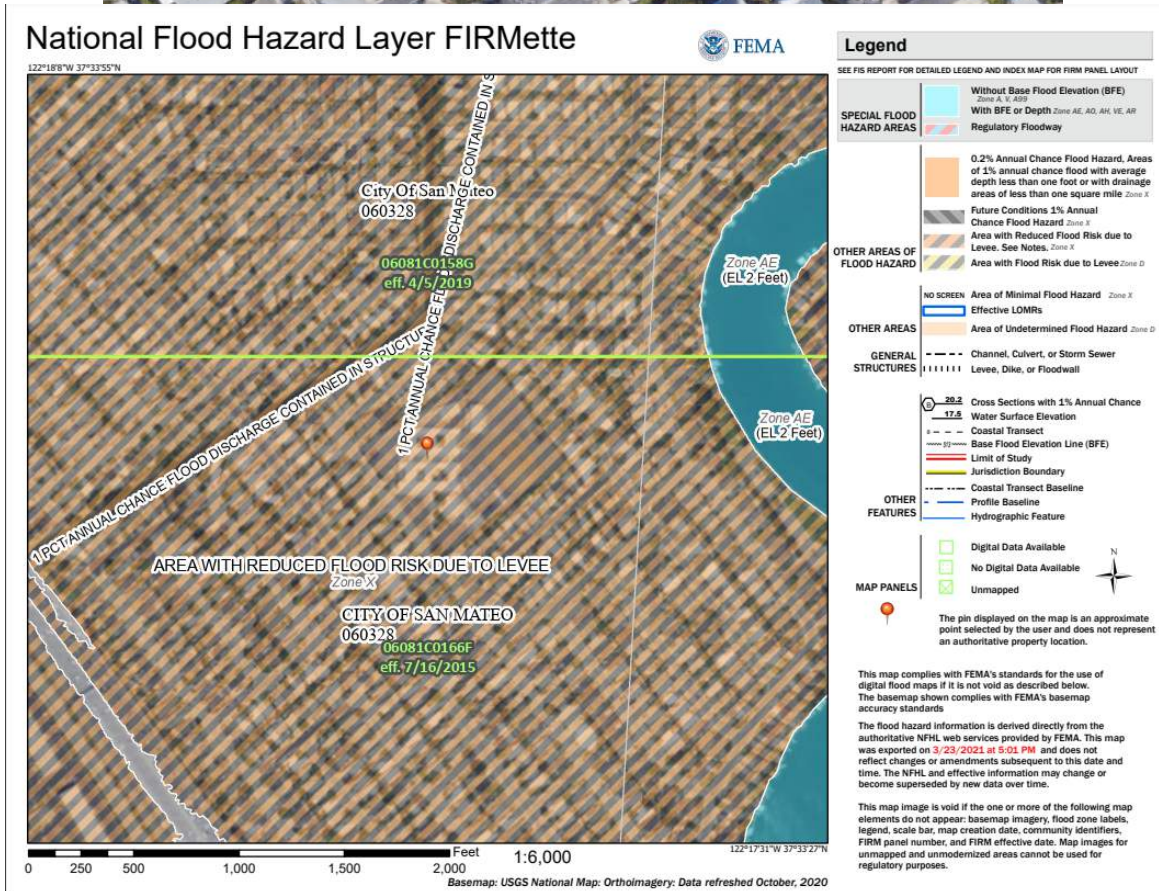 National Flood Hazard Layer FIRMette
FEMA
122°18'8"W 37°33'55"N
City Of San Mateo
060328
06081C0158G
eff. 4/5/2019
1 PCT ANNUAL CHANCE FLOOD DISCHARGE CONTAINED IN S
1 PCT ANNUAL CHANCE FLOOD DISCHARGE CONTAINED IN STRUCTUR
Zone AE
(EL 2 Feet)
Zone AE
(EL 2 Feet)
AREA WITH REDUCED FLOOD RISK DUE TO LEVEE
Zone X
CITY OF SAN MATEO
060328
06081C0166F
eff. 7/16/2015
122°17'31"W 37°33'27"N
0 250 500 1,000 1,500 2,000
Feet
1:6,000
Basemap: USGS National Map: Orthoimagery: Data refreshed October, 2020
Legend
SEE FIS REPORT FOR DETAILED LEGEND AND INDEX MAP FOR FIRM PANEL LAYOUT
SPECIAL FLOOD
HAZARD AREAS
Without Base Flood Elevation (BFE)
Zone A, V, A99
With BFE or Depth Zone AE, AO, AH, VE, AR
Regulatory Floodway
OTHER AREAS OF
FLOOD HAZARD
0.2% Annual Chance Flood Hazard, Areas
of 1% annual chance flood with average
depth less than one foot or with drainage
areas of less than one square mile Zone X
Future Conditions 1% Annual
Chance Flood Hazard Zone X
Area with Reduced Flood Risk due to
Levee. See Notes. Zone X
Area with Flood Risk due to Levee Zone D
OTHER AREAS
NO SCREEN Area of Minimal Flood Hazard Zone X
Effective LOMRs
Area of Undetermined Flood Hazard Zone D
GENERAL
STRUCTURES
Channel, Culvert, or Storm Sewer
Levee, Dike, or Floodwall
OTHER
FEATURES
B 20.2 Cross Sections with 1% Annual Chance
17.5 Water Surface Elevation
Coastal Transect
Base Flood Elevation Line (BFE)
Limit of Study
Jurisdiction Boundary
Coastal Transect Baseline
Profile Baseline
Hydrographic Feature
MAP PANELS
Digital Data Available
No Digital Data Available
Unmapped
N
The pin displayed on the map is an approximate
point selected by the user and does not represent
an authoritative property location.
This map complies with FEMA's standards for the use of
digital flood maps if it is not void as described below.
The basemap shown complies with FEMA's basemap
accuracy standards
The flood hazard information is derived directly from the
authoritative NFHL web services provided by FEMA. This map
was exported on 3/23/2021 at 5:01 PM and does not
reflect changes or amendments subsequent to this date and
time. The NFHL and effective information may change or
become superseded by new data over time.
This map image is void if the one or more of the following map
elements do not appear: basemap imagery, flood zone labels,
legend, scale bar, map creation date, community identifiers,
FIRM panel number, and FIRM effective date. Map images for
unmapped and unmodernized areas cannot be used for
regulatory purposes.